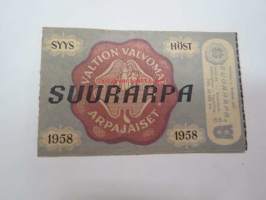 SYYS HÖST
VALTION VALVOMAT
SUURARPA
ARPAJAISET
1958 1958